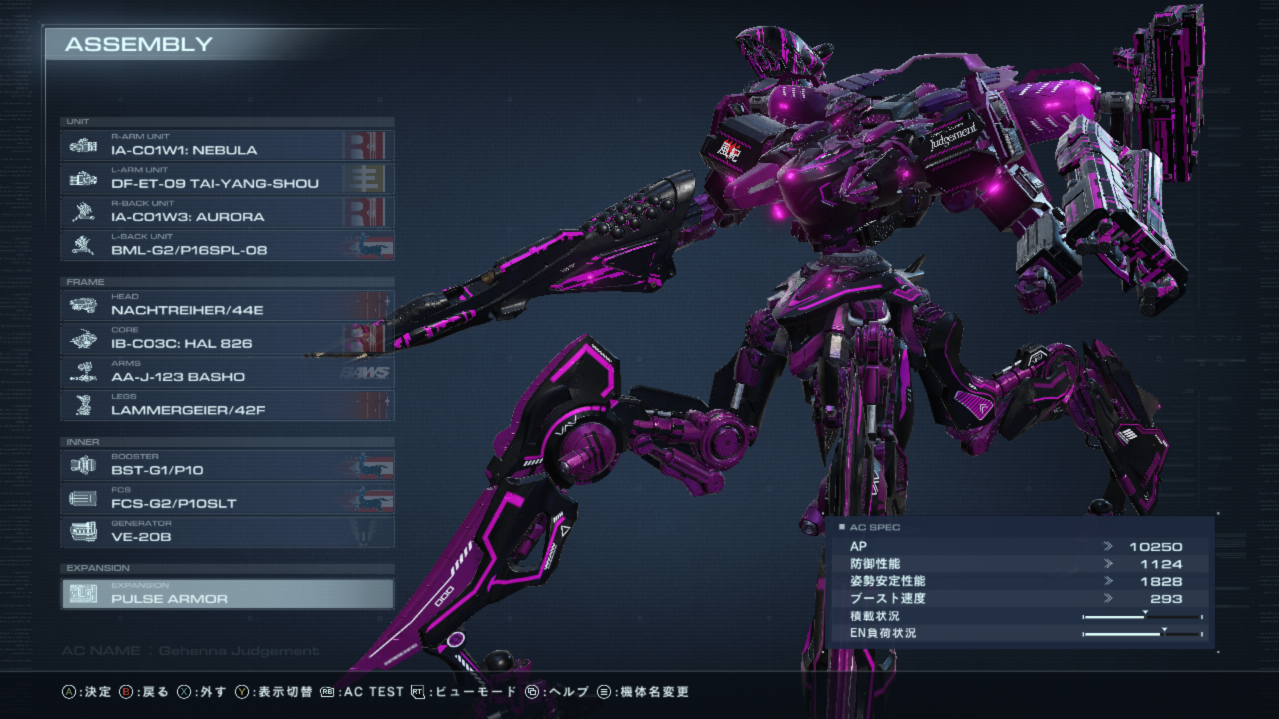 ASSEMBLY
UNIT
R-ARM UNIT
IA-C01W1: NEBULA
L-ARM UNIT
DF-ET-09 TAI-YANG-SHOU
R-BACK UNIT
IA-C01W3: AURORA
L-BACK UNIT
BML-G2/P16SPL-08
FRAME
HEAD
NACHTREIHER/44E
CORE
IB-C03C: HAL 826
ARMS
AA-J-123 BASHO
BAWS
LEGS
LAMMERGEIER/42F
INNER
BOOSTER
BST-G1/P10
FCS
FCS-G2/P10SLT
GENERATOR
VE-20B
EXPANSION
EXPANSION
PULSE ARMOR
AC NAME : Gehenna Judgement
風紀
Judgement
AC SPEC
AP 10250
防御性能 1124
姿勢安定性能 1828
ブースト速度 293
積載状況
EN負荷状況
A:決定 B:戻る X:外す Y:表示切替 RB:AC TEST RT:ビューモード :ヘルプ :機体名変更